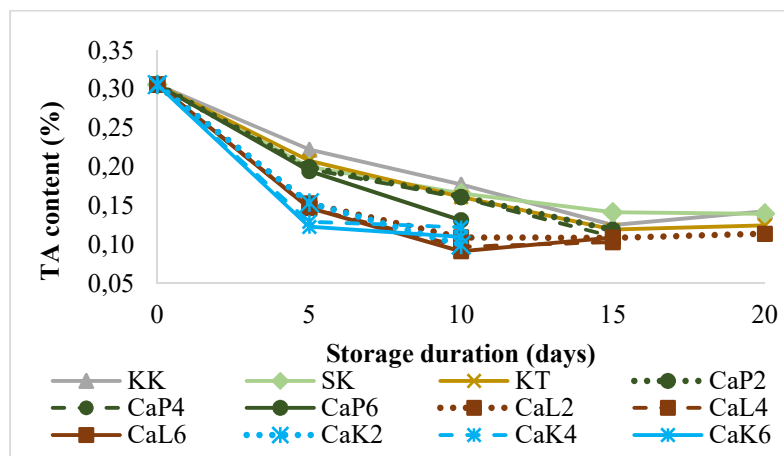 0,35
0,30
0,25
0,20
0,15
0,10
0,05
TA content (%)
0 5 10 15 20
Storage duration (days)
KK SK KT CaP2
CaP4 CaP6 CaL2 CaL4
CaL6 CaK2 CaK4 CaK6